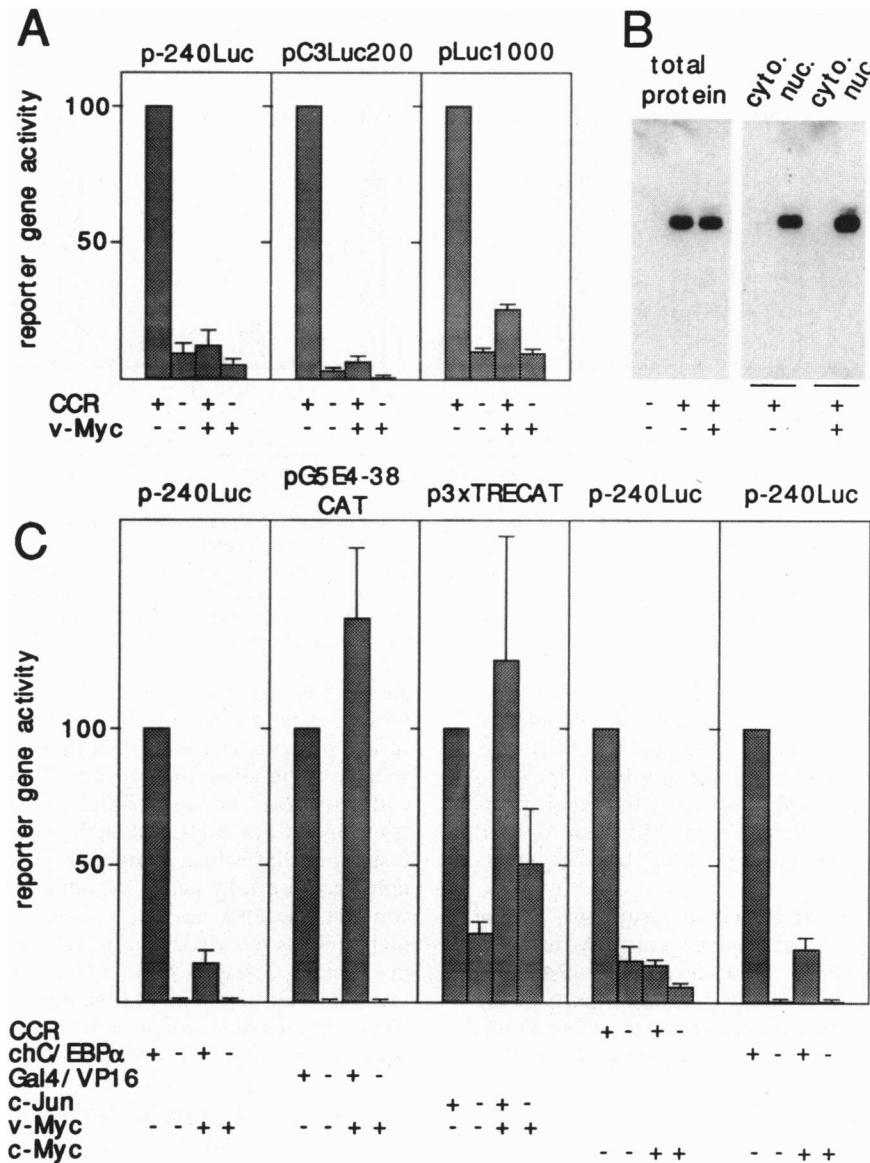 A
p-240Luc pC3Luc200 pLuc1000
reporter gene activity
100
50
CCR + - + - + - + - + - + -
v-Myc - - + + - - + + - - + +
B
total protein
cyto. nuc. cyto. nuc.
- + + + +
- - + - +
C
p-240Luc pG5E4-38 CAT p3xTRECAT p-240Luc p-240Luc
reporter gene activity
100
50
CCR + - + -
chC/EBPα + - + - + - + -
Gal4/VP16 + - + -
c-Jun + - + -
v-Myc - - + + - - + + - - + +
c-Myc - - + + - - + +